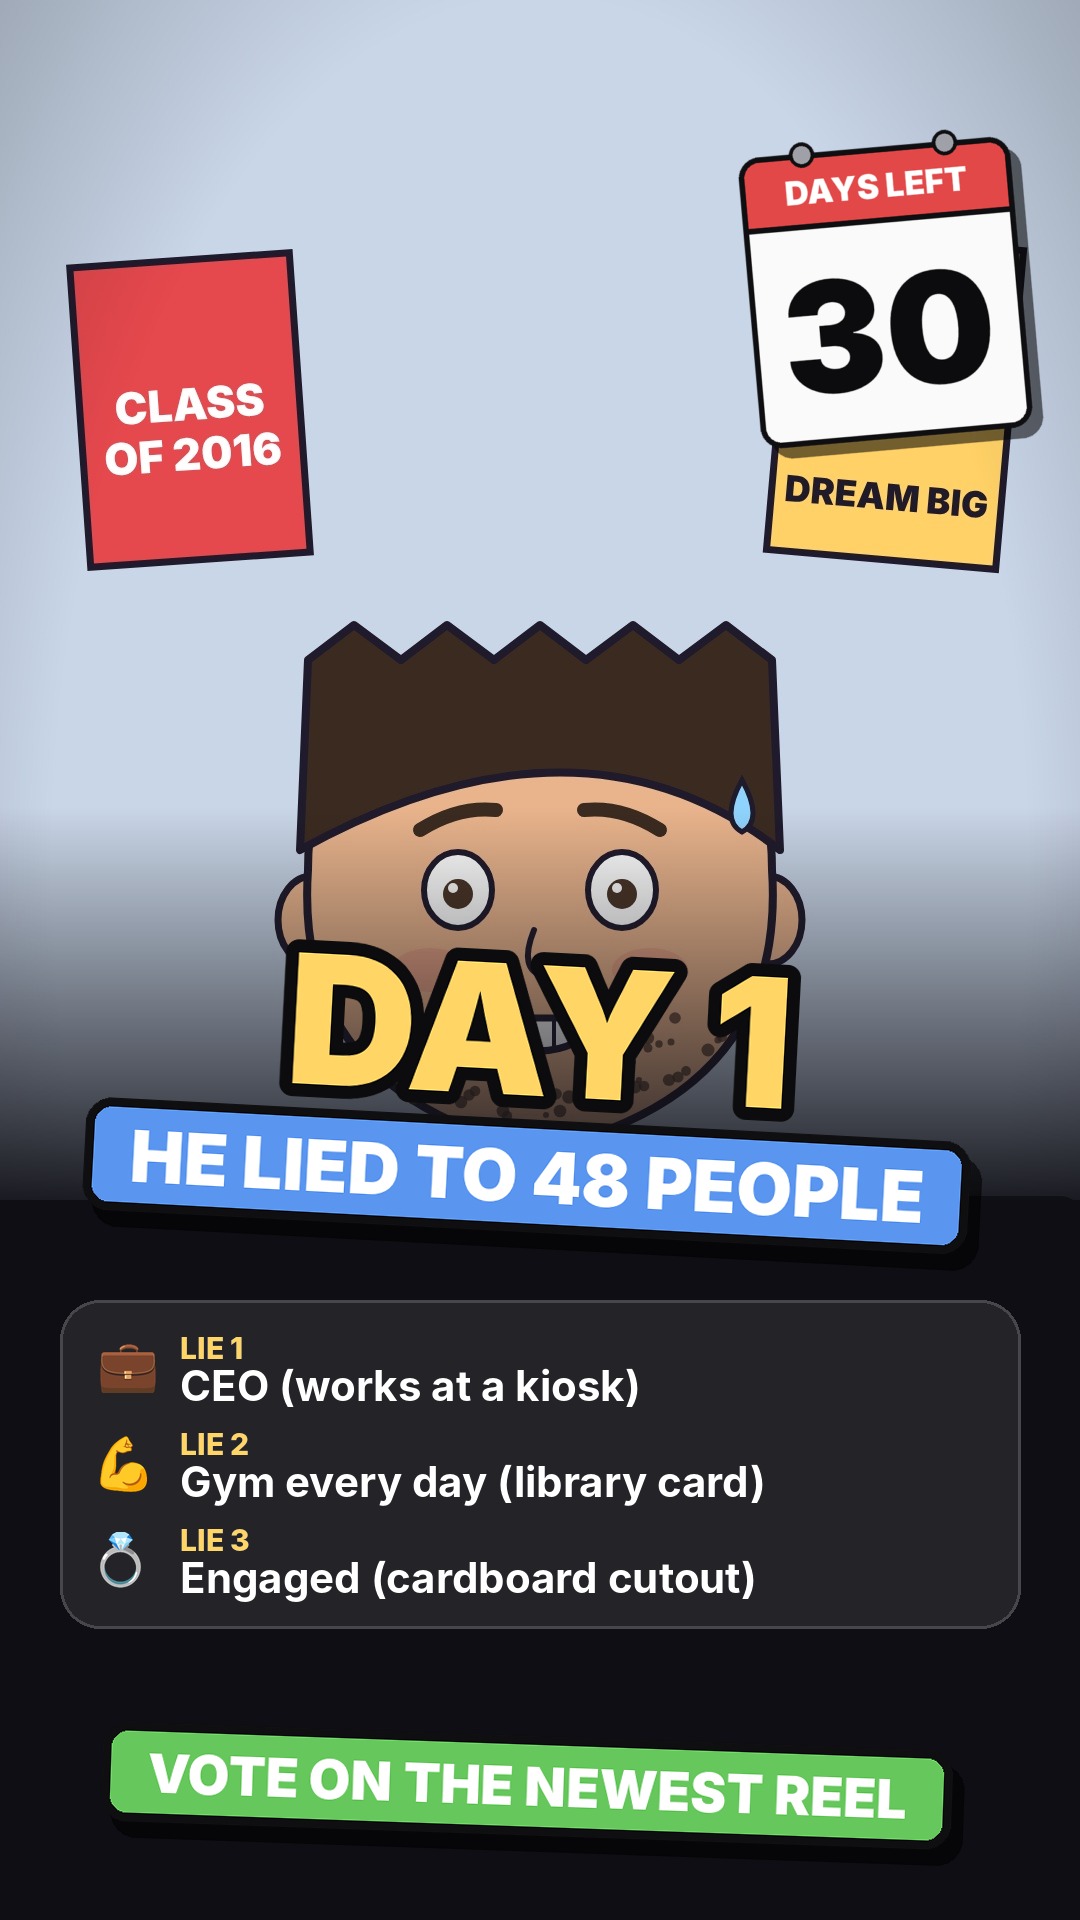 DAYS LEFT
30
CLASS
OF 2016
DREAM BIG
DAY 1
HE LIED TO 48 PEOPLE
LIE 1
CEO (works at a kiosk)
LIE 2
Gym every day (library card)
LIE 3
Engaged (cardboard cutout)
VOTE ON THE NEWEST REEL